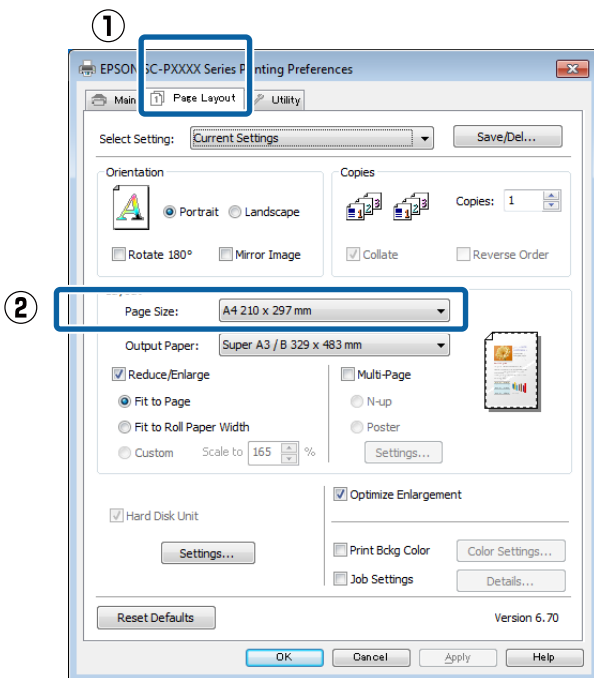 1
EPSON SC-PXXXX Series Printing Preferences
Main Page Layout Utility
Select Setting: Current Settings Save/Del...
Orientation Copies
Portrait Landscape Copies: 1
Rotate 180° Mirror Image Collate Reverse Order
2
Page Size: A4 210 x 297 mm
Output Paper: Super A3 / B 329 x 483 mm
Reduce/Enlarge Multi-Page
Fit to Page N-up
Fit to Roll Paper Width Poster
Custom Scale to 165 % Settings...
Optimize Enlargement
Hard Disk Unit
Settings... Print Bckg Color Color Settings...
Job Settings Details...
Reset Defaults Version 6.70
OK Cancel Apply Help